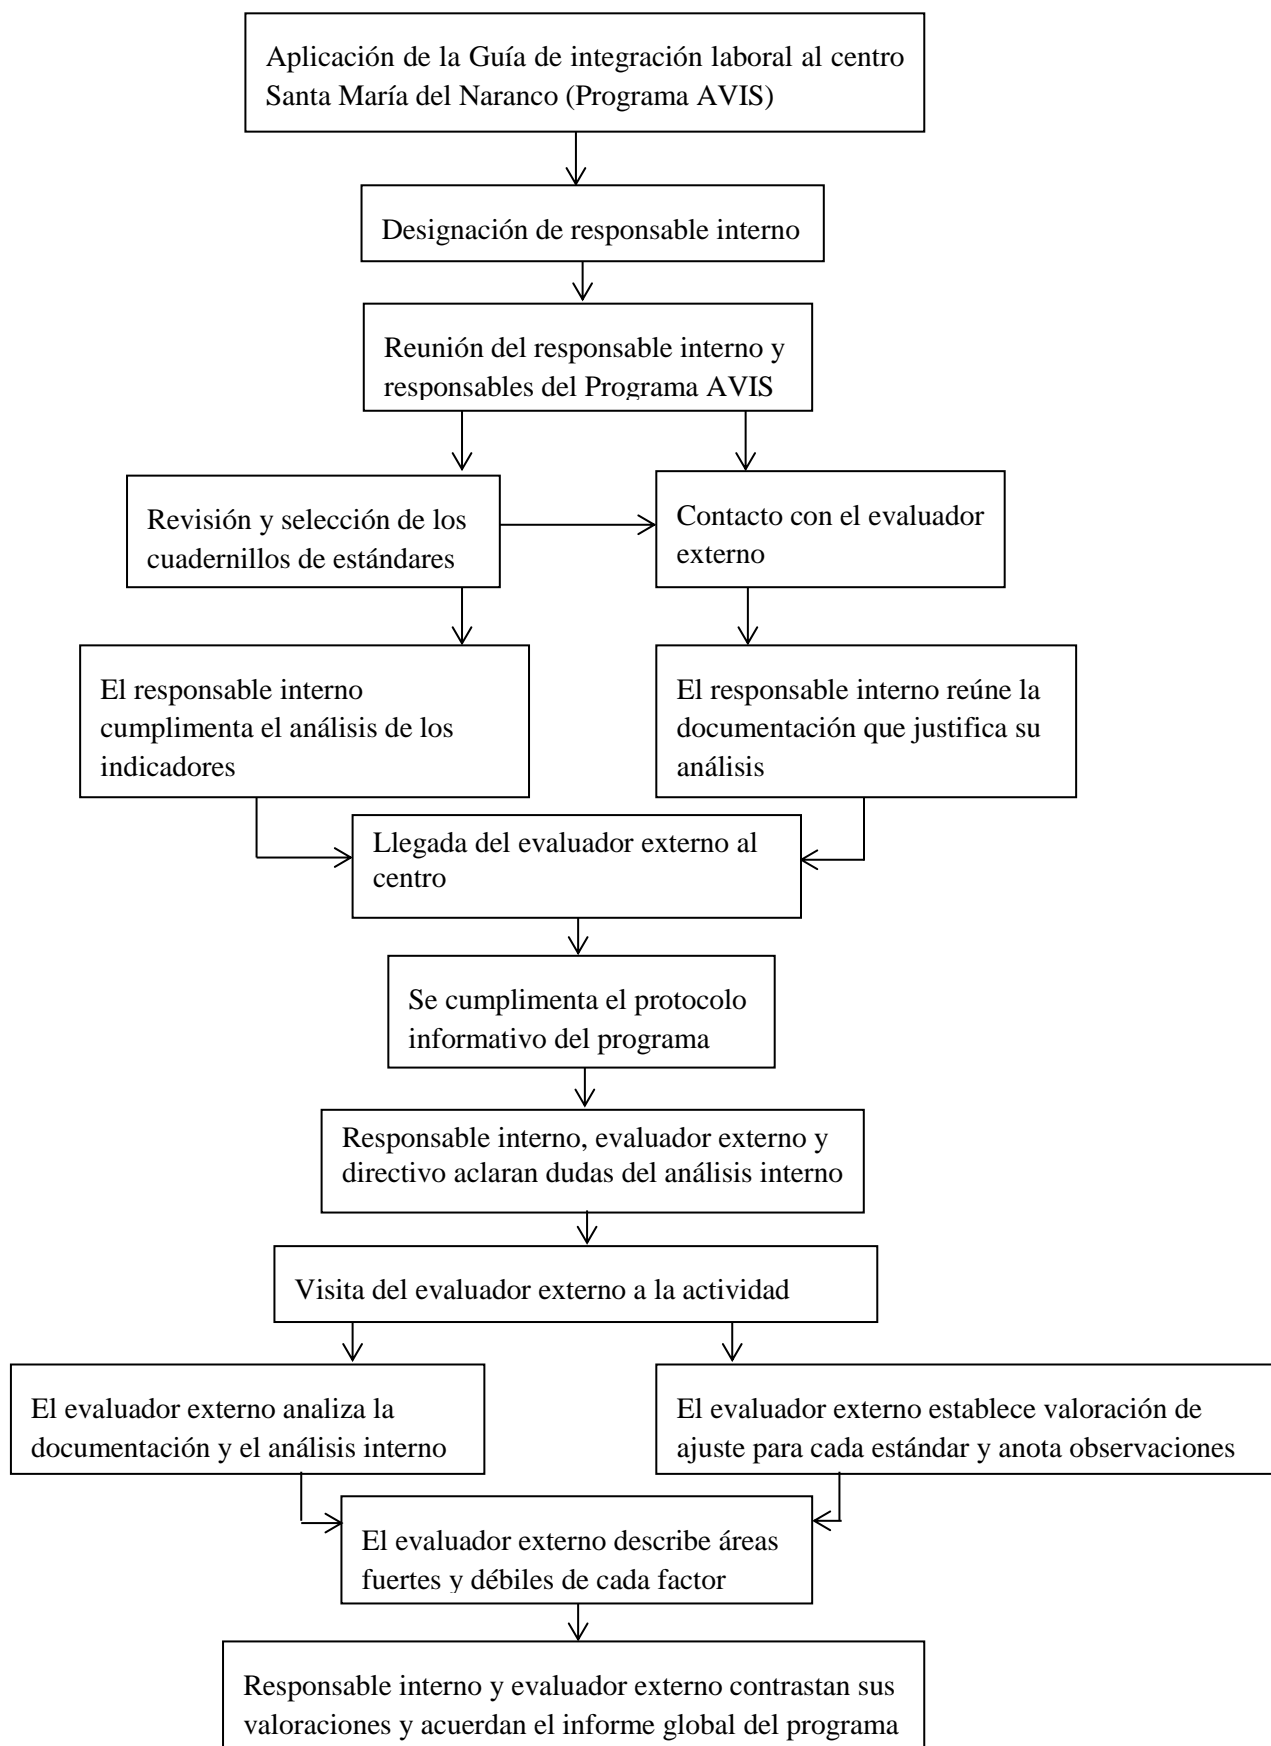 Aplicación de la Guía de integración laboral al centro
Santa María del Naranco (Programa AVIS)
Designación de responsable interno
Reunión del responsable interno y
responsables del Programa AVIS
Revisión y selección de los
cuadernillos de estándares
Contacto con el evaluador
externo
El responsable interno
cumplimenta el análisis de los
indicadores
El responsable interno reúne la
documentación que justifica su
análisis
Llegada del evaluador externo al
centro
Se cumplimenta el protocolo
informativo del programa
Responsable interno, evaluador externo y
directivo aclaran dudas del análisis interno
Visita del evaluador externo a la actividad
El evaluador externo analiza la
documentación y el análisis interno
El evaluador externo establece valoración de
ajuste para cada estándar y anota observaciones
El evaluador externo describe áreas
fuertes y débiles de cada factor
Responsable interno y evaluador externo contrastan sus
valoraciones y acuerdan el informe global del programa